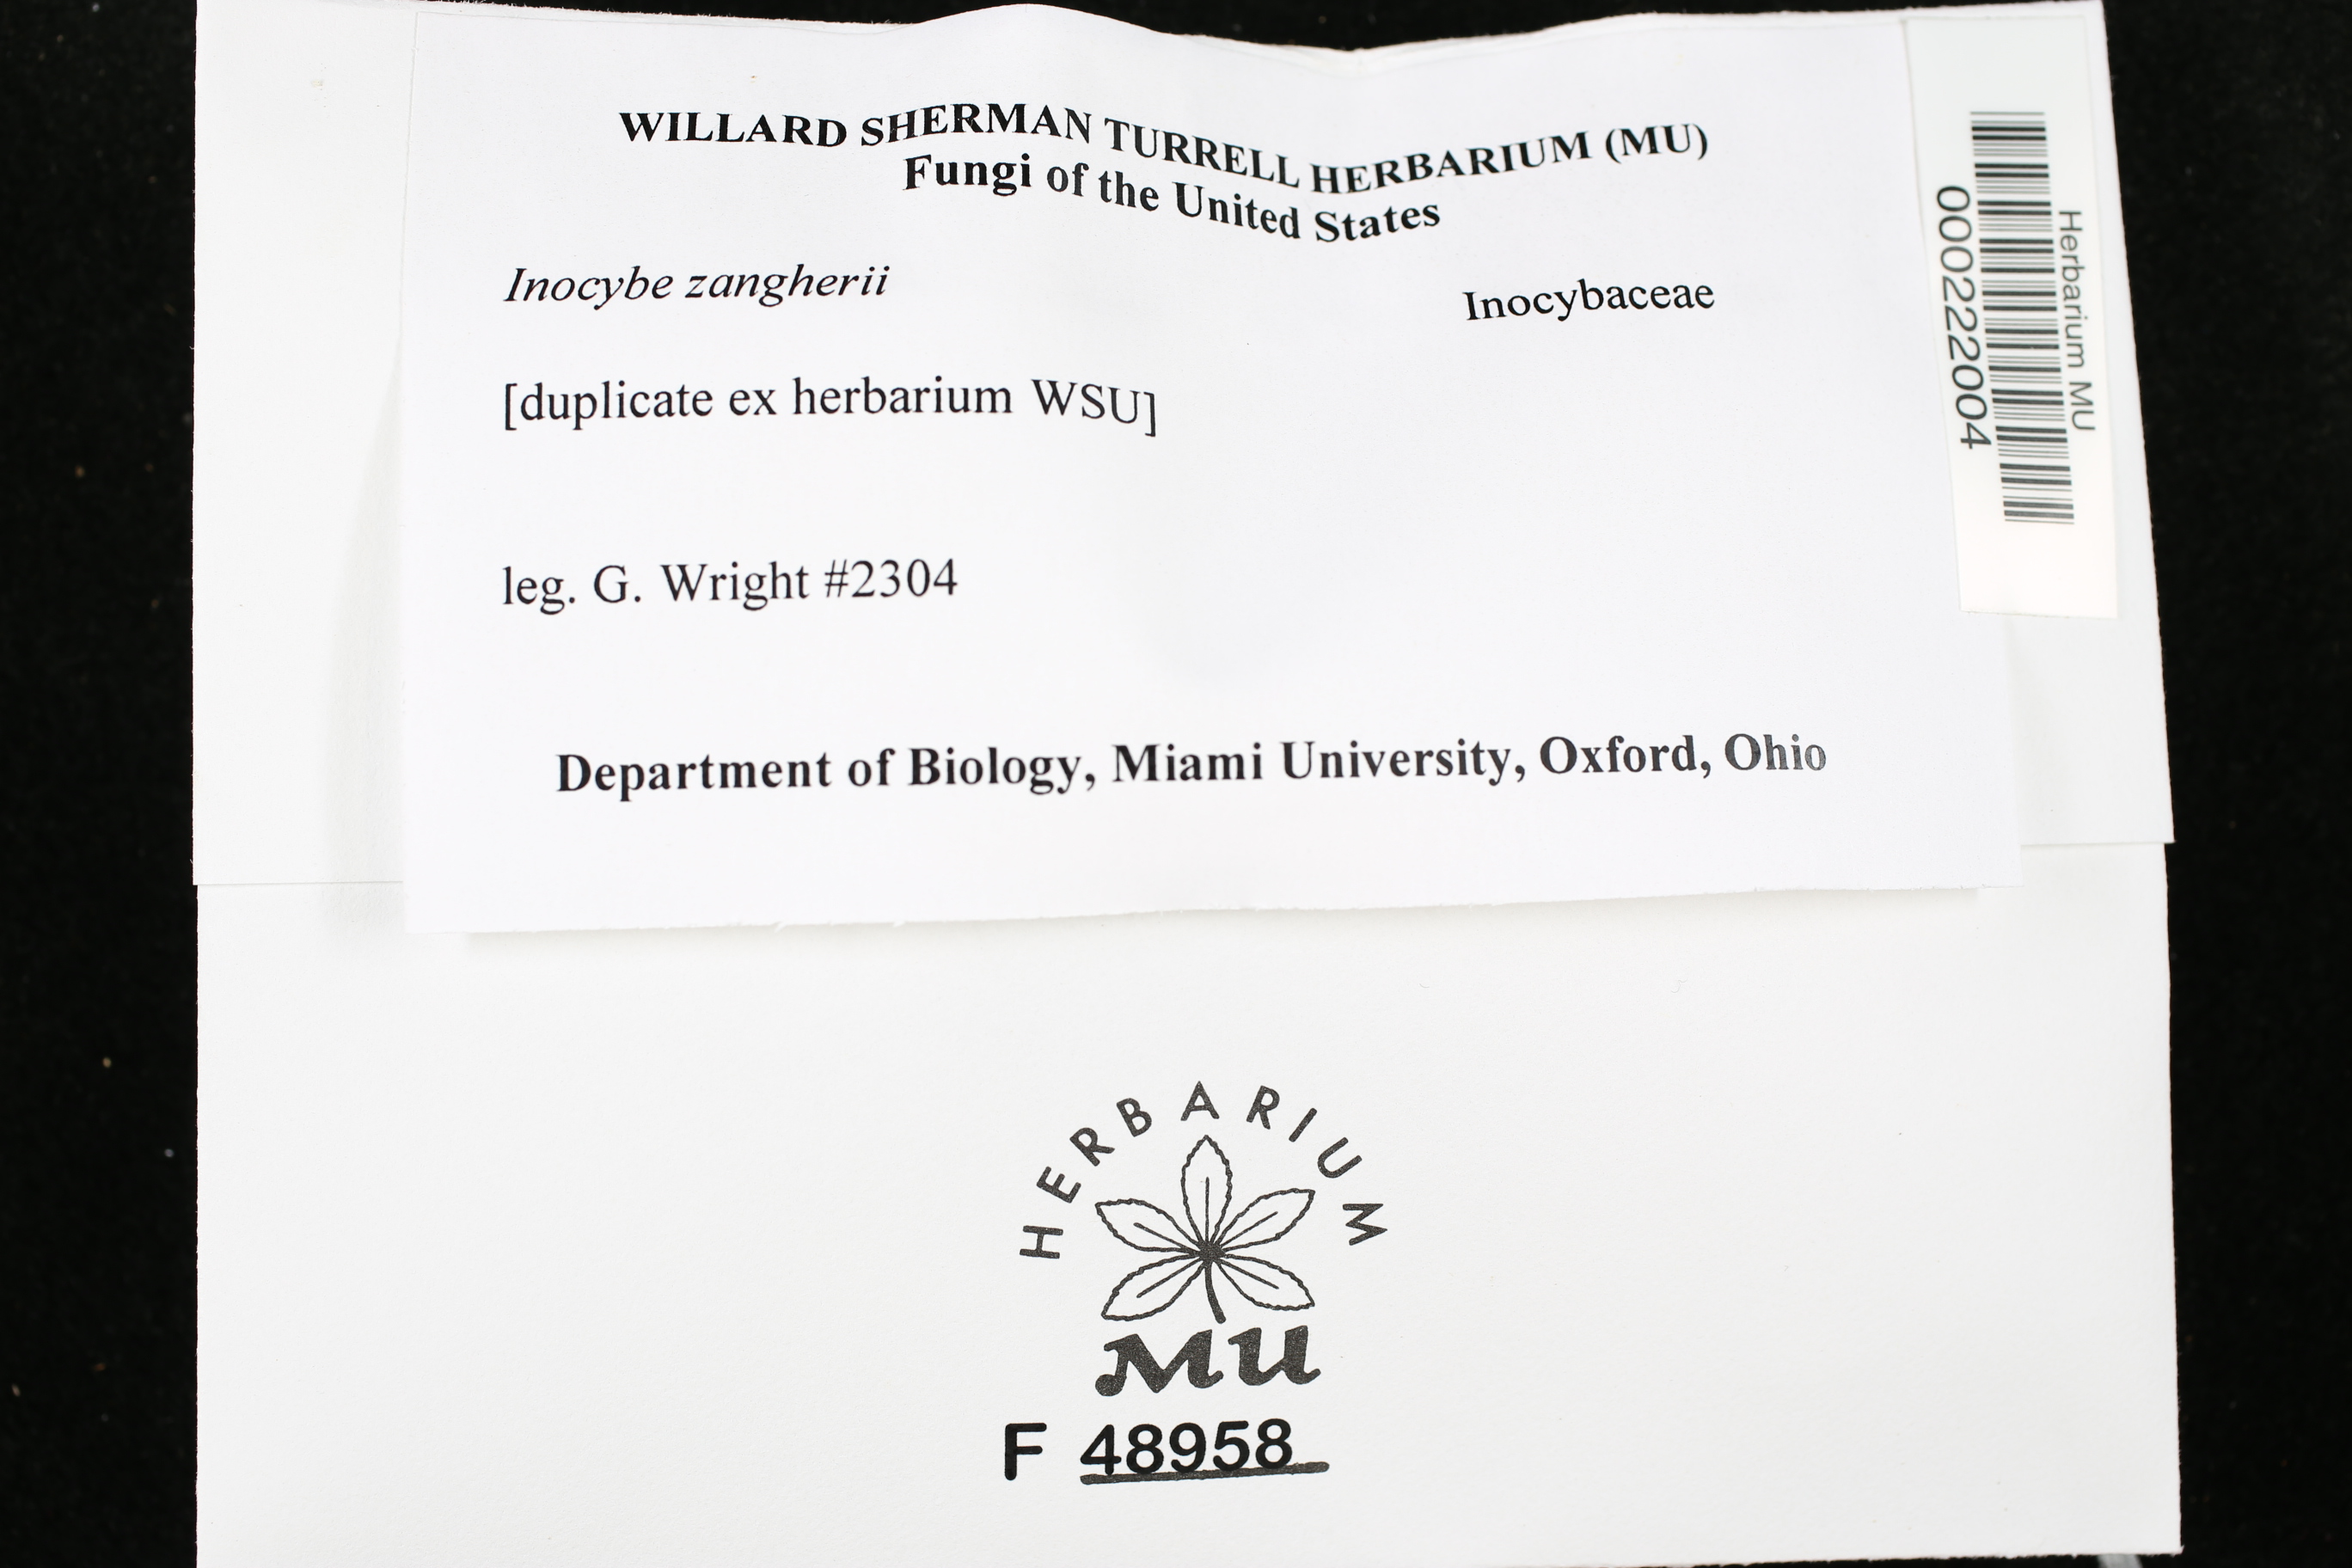 WILLARD SHERMAN TURRELL HERBARIUM (MU)
Fungi of the United States
Inocybe zangherii
Inocybaceae
[duplicate ex herbarium WSU]
leg. G. Wright #2304
Department of Biology, Miami University, Oxford, Ohio
Herbarium MU
000222004
HERBARIUM
MU
F 48958